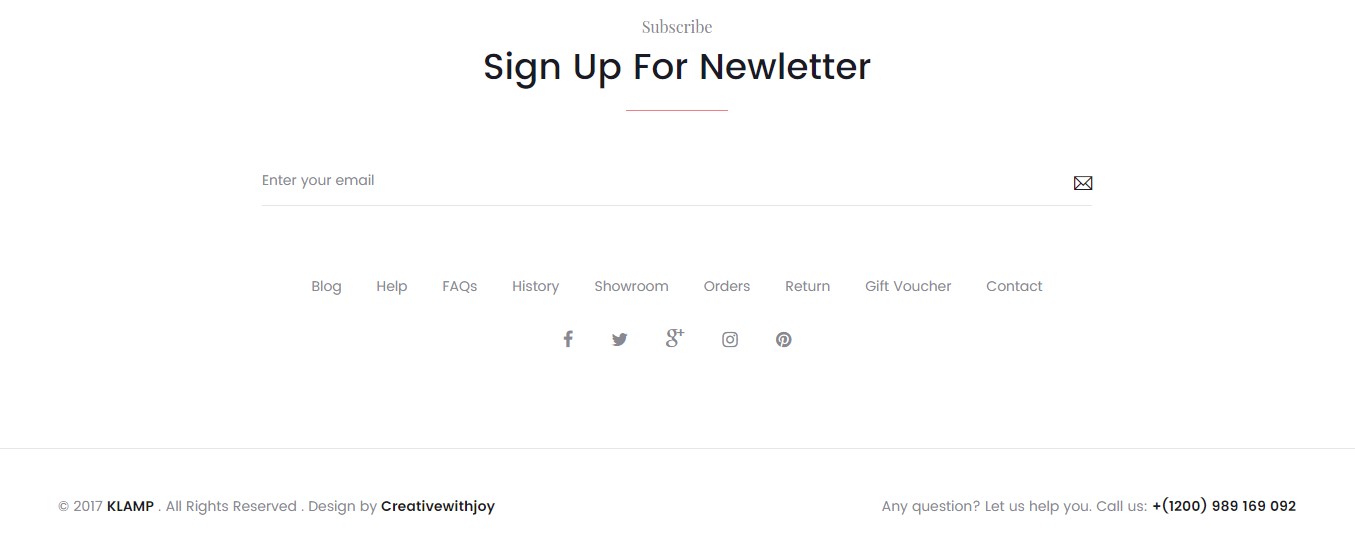 Subscribe
Sign Up For Newletter
Enter your email
Blog Help FAQs History Showroom Orders Return Gift Voucher Contact
© 2017 KLAMP . All Rights Reserved . Design by Creativewithjoy
Any question? Let us help you. Call us: +(1200) 989 169 092